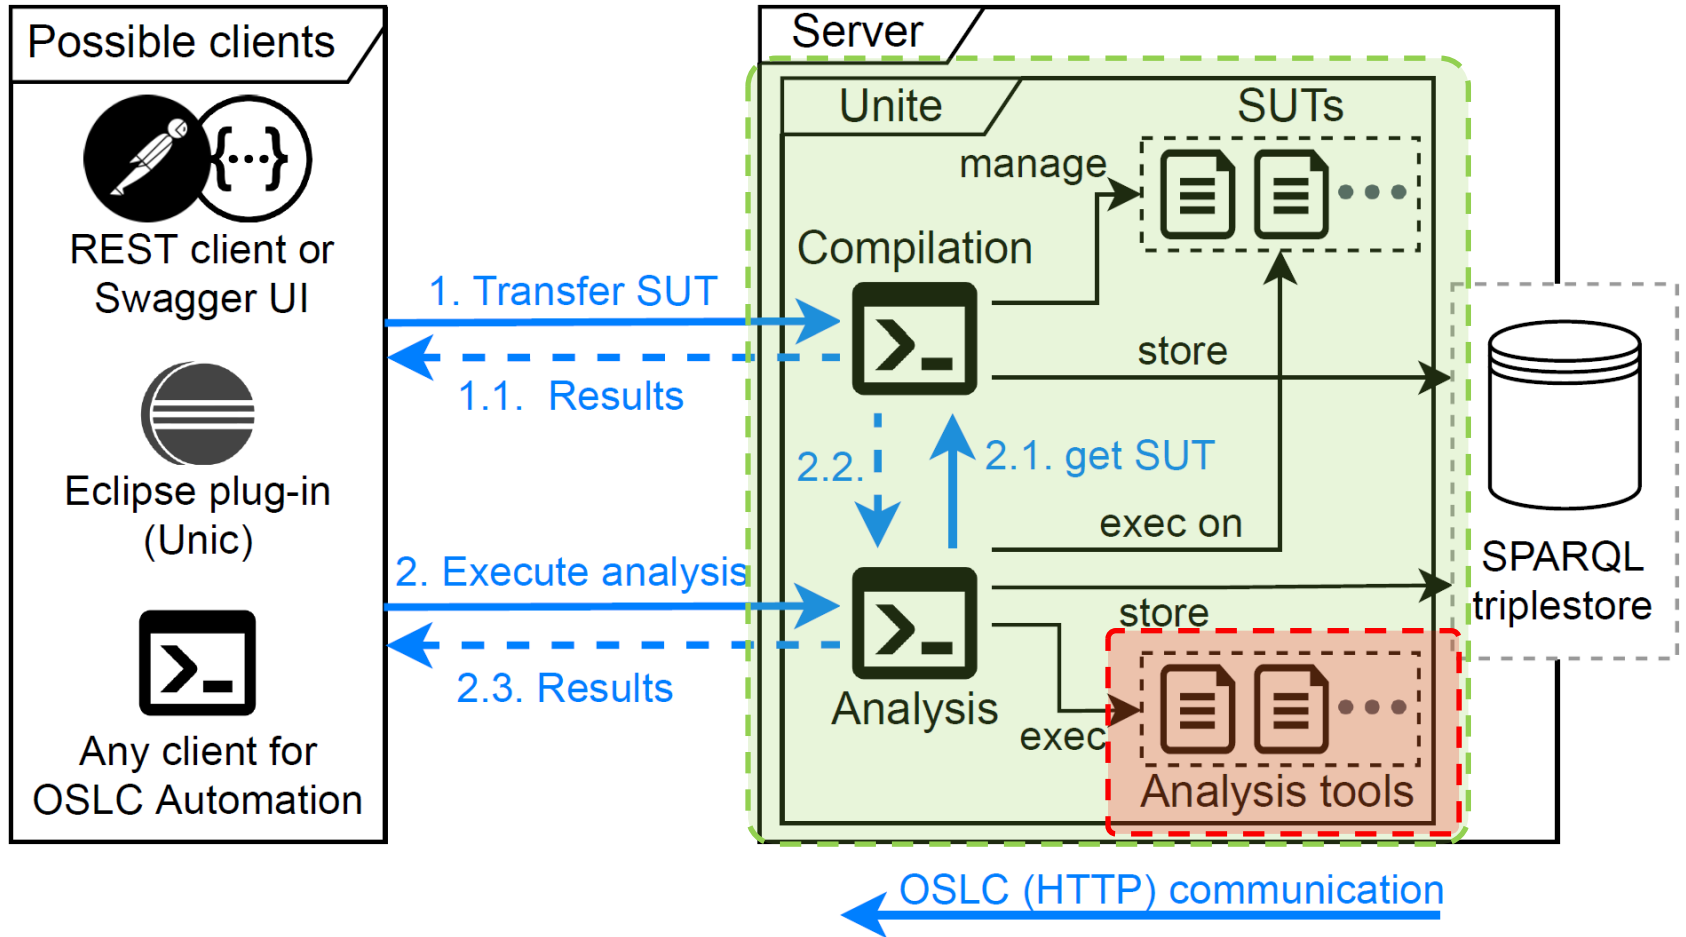 Possible clients
REST client or
Swagger UI
Eclipse plug-in
(Unic)
Any client for
OSLC Automation
1. Transfer SUT
1.1. Results
2. Execute analysis
2.3. Results
Server
Unite
SUTs
manage
Compilation
store
2.2.
2.1. get SUT
exec on
store
Analysis
exec
Analysis tools
SPARQL
triplestore
OSLC (HTTP) communication